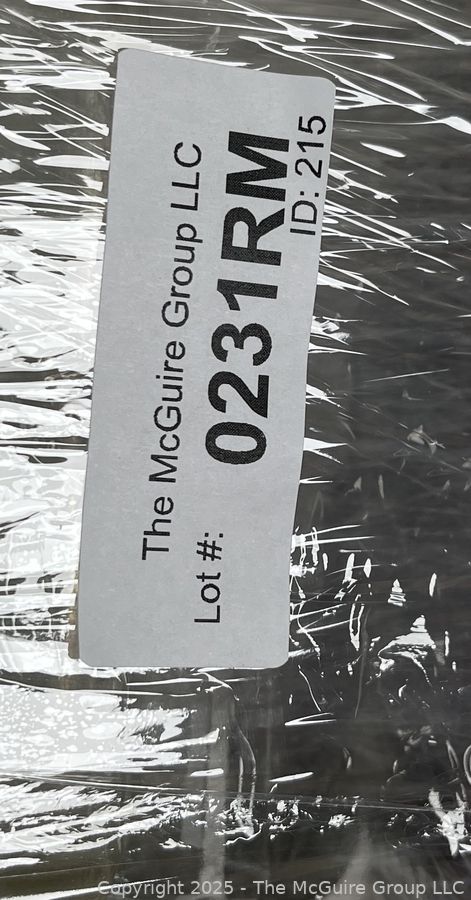 The McGuire Group LLC
Lot #:
0231RM
ID: 215
Copyright 2025 - The McGuire Group LLC